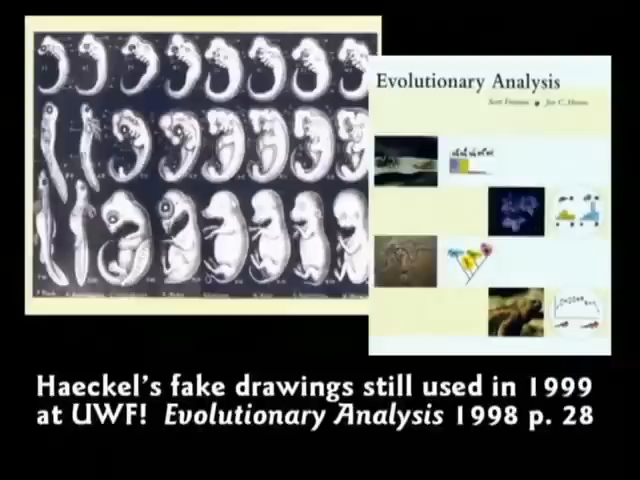 Evolutionary Analysis
Scott Freeman Jon C. Herron
Haeckel's fake drawings still used in 1999
at UWF! Evolutionary Analysis 1998 p. 28